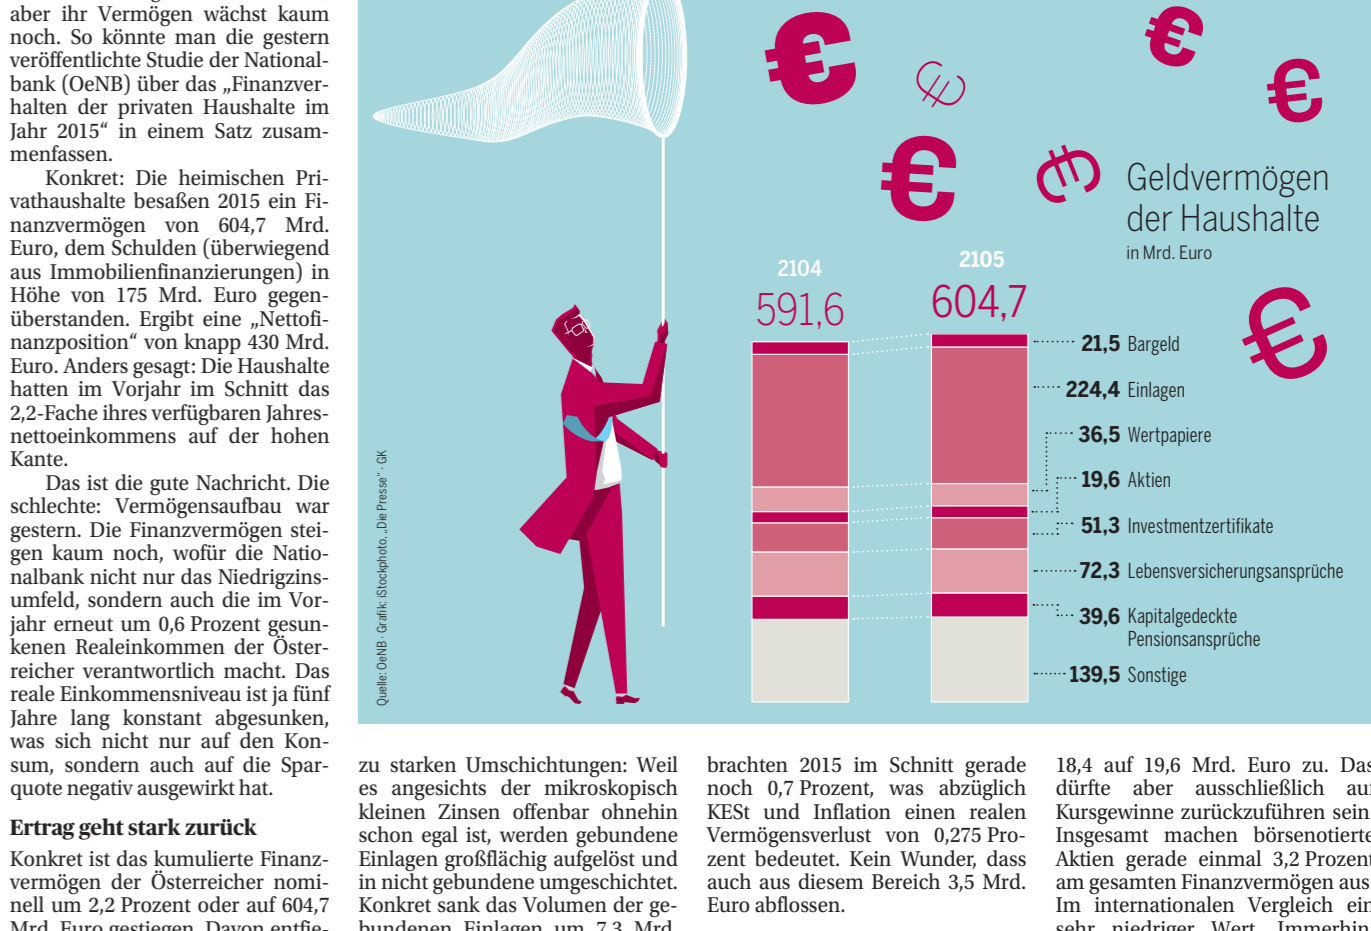 aber ihr Vermögen wächst kaum
noch. So könnte man die gestern
veröffentlichte Studie der National-
bank (OeNB) über das „Finanzver-
halten der privaten Haushalte im
Jahr 2015“ in einem Satz zusam-
menfassen.
Konkret: Die heimischen Pri-
vathaushalte besaßen 2015 ein Fi-
nanzvermögen von 604,7 Mrd.
Euro, dem Schulden (überwiegend
aus Immobilienfinanzierungen) in
Höhe von 175 Mrd. Euro gegen-
überstanden. Ergibt eine „Nettofi-
nanzposition“ von knapp 430 Mrd.
Euro. Anders gesagt: Die Haushalte
hatten im Vorjahr im Schnitt das
2,2-Fache ihres verfügbaren Jahres-
nettoeinkommens auf der hohen
Kante.
Das ist die gute Nachricht. Die
schlechte: Vermögensaufbau war
gestern. Die Finanzvermögen stei-
gen kaum noch, wofür die Natio-
nalbank nicht nur das Niedrigzins-
umfeld, sondern auch die im Vor-
jahr erneut um 0,6 Prozent gesun-
kenen Realeinkommen der Öster-
reicher verantwortlich macht. Das
reale Einkommensniveau ist ja fünf
Jahre lang konstant abgesunken,
was sich nicht nur auf den Kon-
sum, sondern auch auf die Spar-
quote negativ ausgewirkt hat.
Ertrag geht stark zurück
Konkret ist das kumulierte Finanz-
vermögen der Österreicher nomi-
nell um 2,2 Prozent oder auf 604,7
Mrd. Euro gestiegen. Davon entfie-
€
€
€
€
€
€
€
Geldvermögen
der Haushalte
in Mrd. Euro
2104
591,6
2105
604,7
21,5 Bargeld
224,4 Einlagen
36,5 Wertpapiere
19,6 Aktien
51,3 Investmentzertifikate
72,3 Lebensversicherungsansprüche
39,6 Kapitalgedeckte
Pensionsansprüche
139,5 Sonstige
Quelle: OeNB · Grafik: iStockphoto, „Die Presse“ · GK
zu starken Umschichtungen: Weil
es angesichts der mikroskopisch
kleinen Zinsen offenbar ohnehin
schon egal ist, werden gebundene
Einlagen großflächig aufgelöst und
in nicht gebundene umgeschichtet.
Konkret sank das Volumen der ge-
bundenen Einlagen um 7,3 Mrd.
brachten 2015 im Schnitt gerade
noch 0,7 Prozent, was abzüglich
KESt und Inflation einen realen
Vermögensverlust von 0,275 Pro-
zent bedeutet. Kein Wunder, dass
auch aus diesem Bereich 3,5 Mrd.
Euro abflossen.
18,4 auf 19,6 Mrd. Euro zu. Das
dürfte aber ausschließlich auf
Kursgewinne zurückzuführen sein.
Insgesamt machen börsenotierte
Aktien gerade einmal 3,2 Prozent
am gesamten Finanzvermögen aus.
Im internationalen Vergleich ein
sehr niedriger Wert. Immerhin